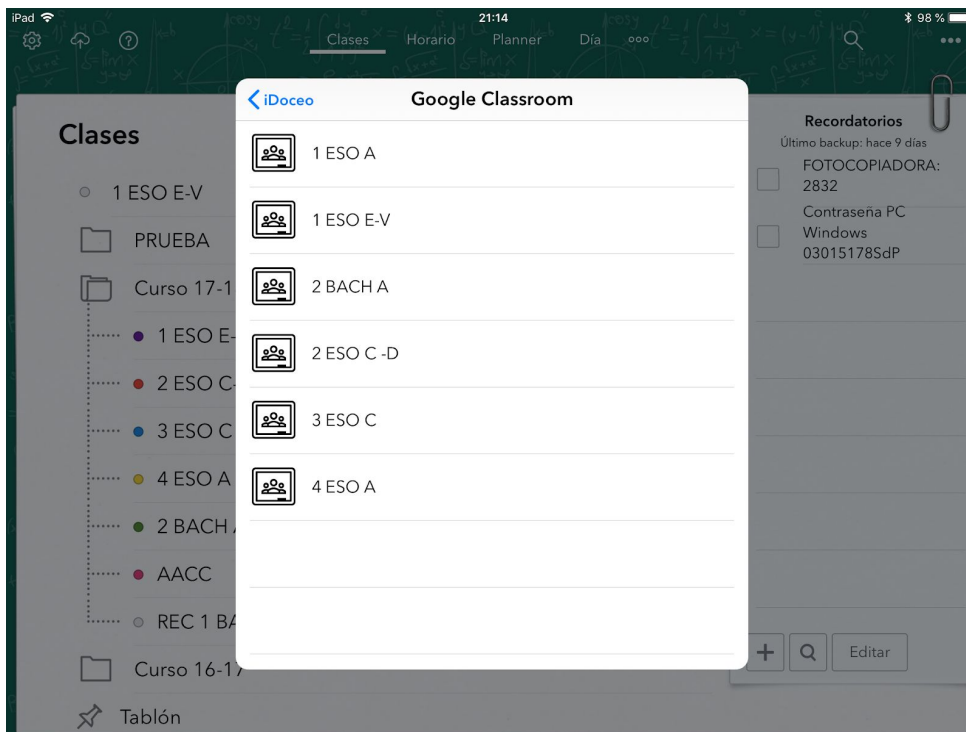 iPad 21:14 98 %
Clases Horario Planner Día
iDoceo Google Classroom
1 ESO A
1 ESO E-V
2 BACH A
2 ESO C -D
3 ESO C
4 ESO A
Clases
1 ESO E-V
PRUEBA
Curso 17-1
1 ESO E-
2 ESO C-
3 ESO C
4 ESO A
2 BACH
AACC
REC 1 BA
Curso 16-17
Tablón
Recordatorios
Último backup: hace 9 días
FOTOCOPIADORA:
2832
Contraseña PC
Windows
03015178SdP
Editar